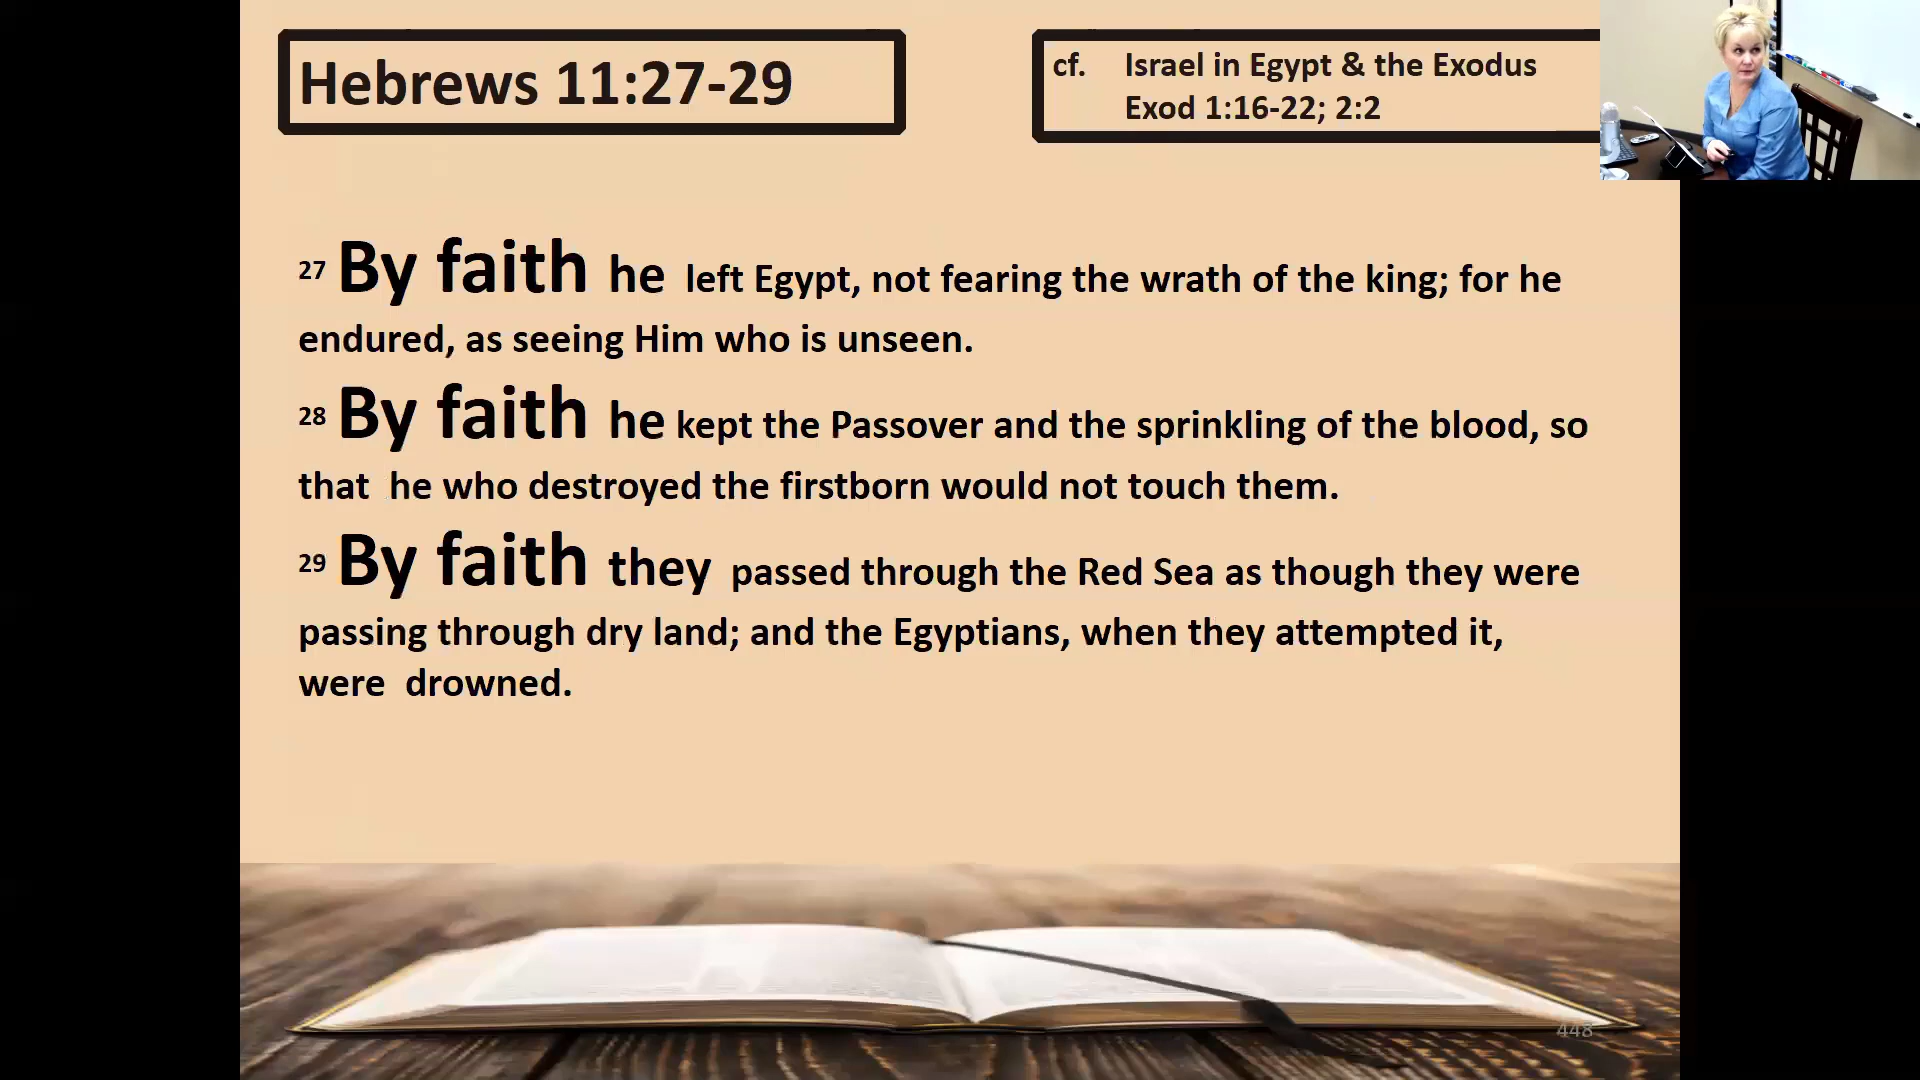 Hebrews 11:27-29
cf. Israel in Egypt & the Exodus
Exod 1:16-22; 2:2
27 By faith he left Egypt, not fearing the wrath of the king; for he
endured, as seeing Him who is unseen.
28 By faith he kept the Passover and the sprinkling of the blood, so
that he who destroyed the firstborn would not touch them.
29 By faith they passed through the Red Sea as though they were
passing through dry land; and the Egyptians, when they attempted it,
were drowned.
448